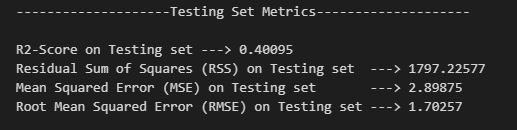 --------------------Testing Set Metrics--------------------
R2-Score on Testing set ---> 0.40095
Residual Sum of Squares (RSS) on Testing set  ---> 1797.22577
Mean Squared Error (MSE) on Testing set       ---> 2.89875
Root Mean Squared Error (RMSE) on Testing set ---> 1.70257